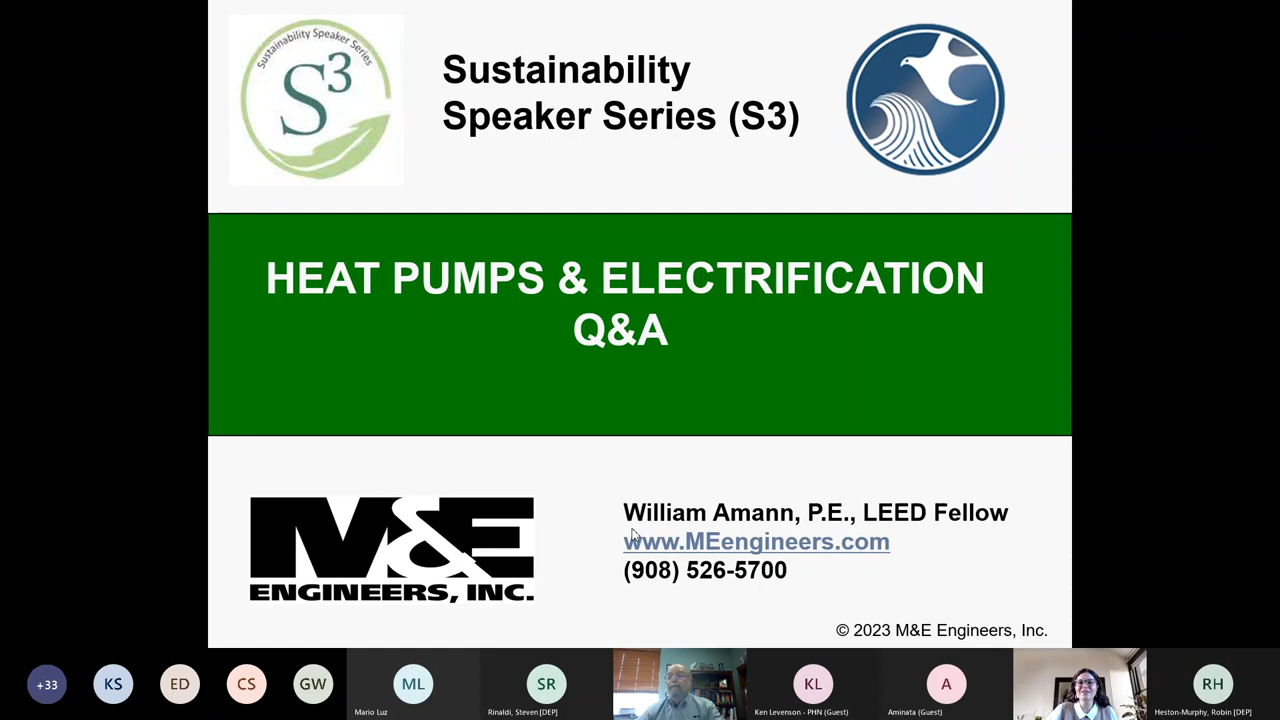 Sustainability Speaker Series
S3
Sustainability
Speaker Series (S3)
HEAT PUMPS & ELECTRIFICATION
Q&A
M&E
ENGINEERS, INC.
William Amann, P.E., LEED Fellow
www.MEengineers.com
(908) 526-5700
© 2023 M&E Engineers, Inc.
+33
KS
ED
CS
GW
ML
Mario Luz
SR
Rinaldi, Steven [DEP]
KL
Ken Levenson - PHN (Guest)
A
Aminata (Guest)
RH
Heston-Murphy, Robin [DEP]